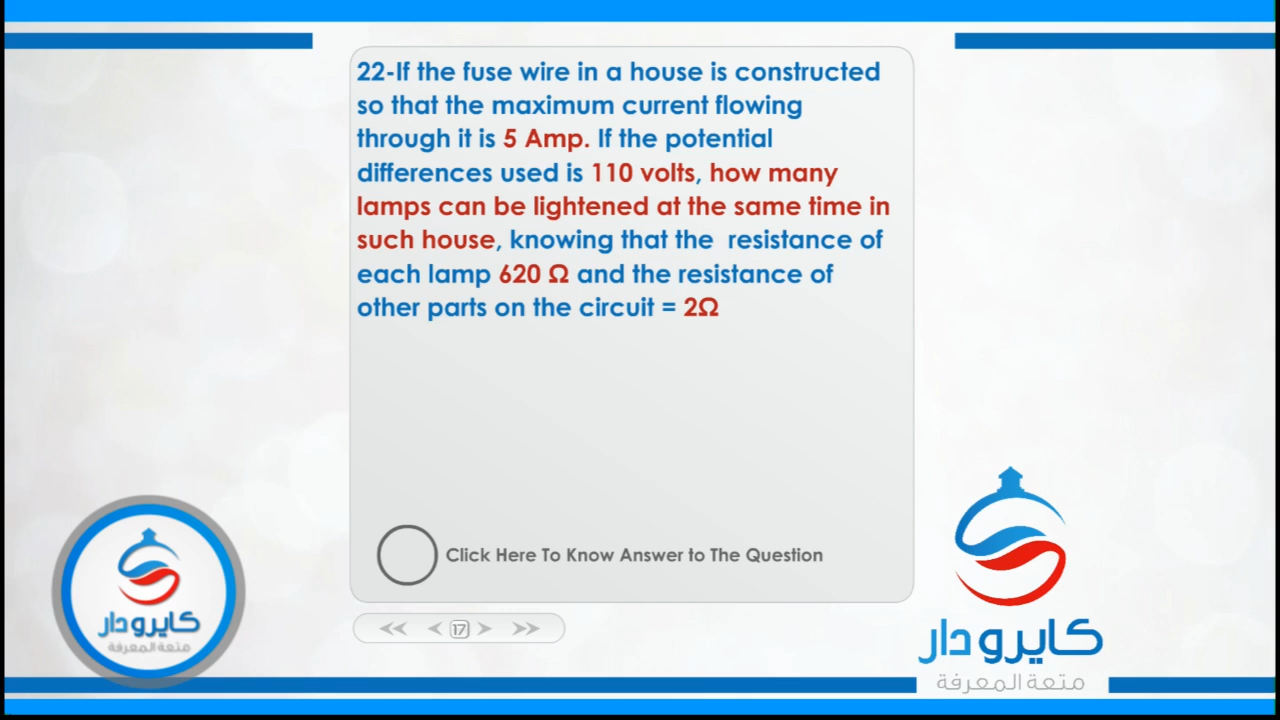 22-If the fuse wire in a house is constructed
so that the maximum current flowing
through it is 5 Amp. If the potential
differences used is 110 volts, how many
lamps can be lightened at the same time in
such house, knowing that the resistance of
each lamp 620 Ω and the resistance of
other parts on the circuit = 2Ω
Click Here To Know Answer to The Question
17
كايرو دار
متعة المعرفة
كايرو دار
متعة المعرفة